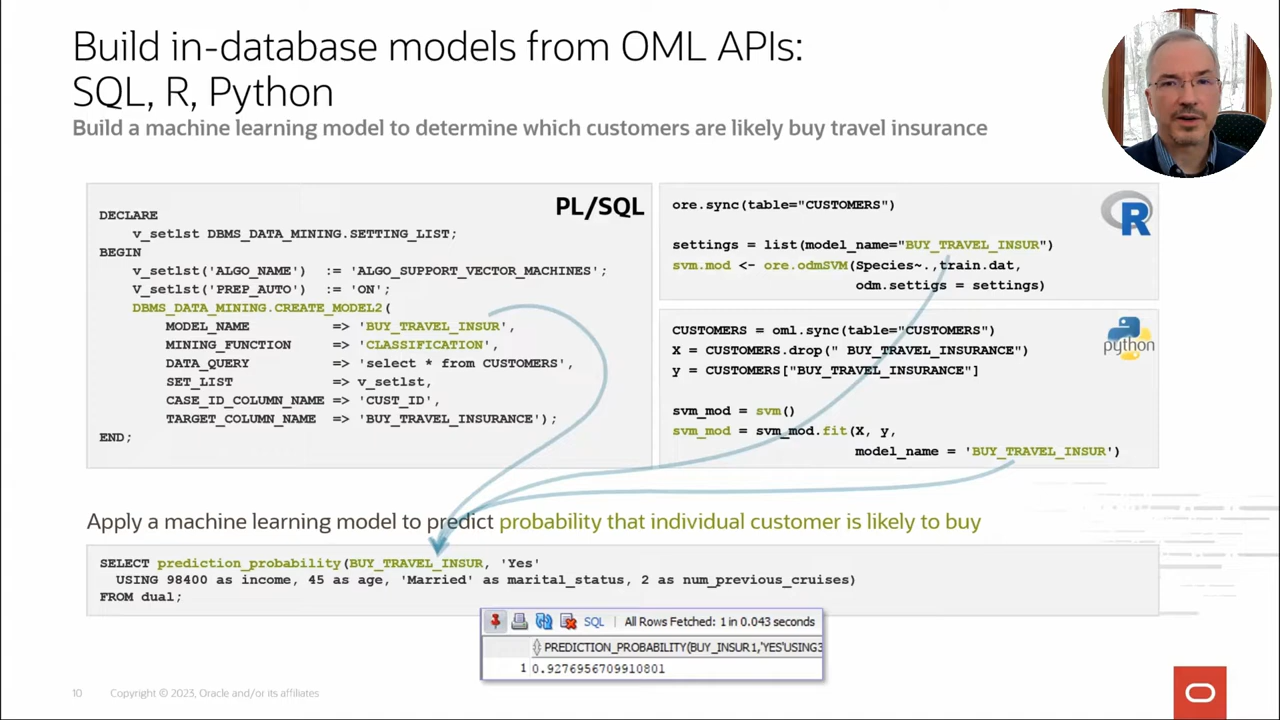 Build in-database models from OML APIs:
SQL, R, Python
Build a machine learning model to determine which customers are likely buy travel insurance
PL/SQL
DECLARE
v_setlst DBMS_DATA_MINING.SETTING_LIST;
BEGIN
v_setlst('ALGO_NAME') := 'ALGO_SUPPORT_VECTOR_MACHINES';
v_setlst('PREP_AUTO') := 'ON';
DBMS_DATA_MINING.CREATE_MODEL2(
MODEL_NAME => 'BUY_TRAVEL_INSUR',
MINING_FUNCTION => 'CLASSIFICATION',
DATA_QUERY => 'select * from CUSTOMERS',
SET_LIST => v_setlst,
CASE_ID_COLUMN_NAME => 'CUST_ID',
TARGET_COLUMN_NAME => 'BUY_TRAVEL_INSURANCE');
END;
R
ore.sync(table="CUSTOMERS")
settings = list(model_name="BUY_TRAVEL_INSUR")
svm.mod <- ore.odmSVM(Species~.,train.dat,
odm.settigs = settings)
python
CUSTOMERS = oml.sync(table="CUSTOMERS")
X = CUSTOMERS.drop(" BUY_TRAVEL_INSURANCE")
y = CUSTOMERS["BUY_TRAVEL_INSURANCE"]
svm_mod = svm()
svm_mod = svm_mod.fit(X, y,
model_name = 'BUY_TRAVEL_INSUR')
Apply a machine learning model to predict probability that individual customer is likely to buy
SELECT prediction_probability(BUY_TRAVEL_INSUR, 'Yes'
USING 98400 as income, 45 as age, 'Married' as marital_status, 2 as num_previous_cruises)
FROM dual;
SQL | All Rows Fetched: 1 in 0.043 seconds
PREDICTION_PROBABILITY(BUY_INSUR1,'YES'USING3
1 0.9276956709910801
10 Copyright © 2023, Oracle and/or its affiliates